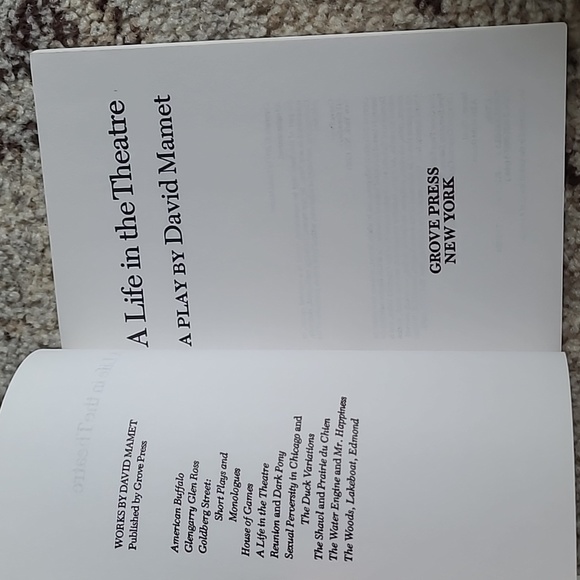 WORKS BY DAVID MAMET
Published by Grove Press
American Buffalo
Glengarry Glen Ross
Goldberg Street:
Short Plays and
Monologues
House of Games
A Life in the Theatre
Reunion and Dark Pony
Sexual Perversity in Chicago and
The Duck Variations
The Shawl and Prairie du Chien
The Water Engine and Mr. Happiness
The Woods, Lakeboat, Edmond
A Life in the Theatre
A PLAY BY David Mamet
GROVE PRESS
NEW YORK